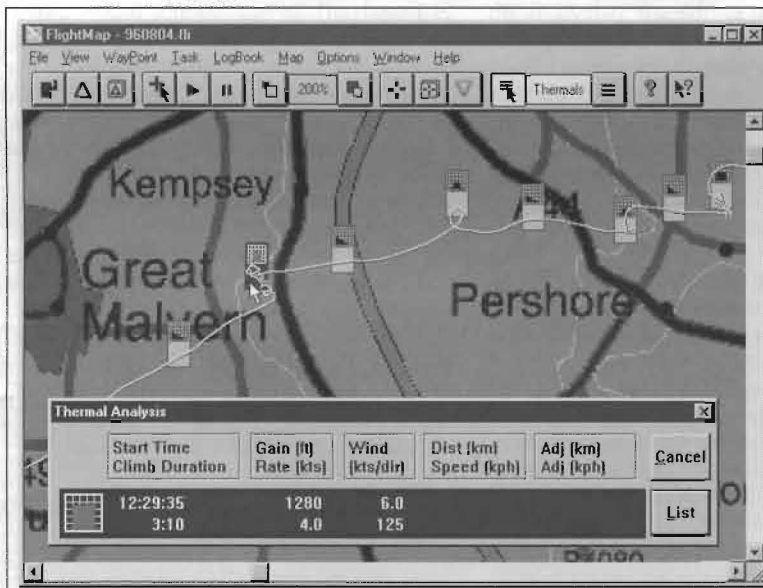 FlightMap - 960804.fli
File View WayPoint Task LogBook Map Options Window Help
200% Thermals
Kempsey
A44
Great
Malvern
Pershore
Thermal Analysis
Start Time Gain (ft) Wind Dist (km) Adj (km) Cancel
Climb Duration Rate (kts) (kts/dir) Speed (kph) Adj (kph)
12:29:35 1280 6.0 List
3:10 4.0 125